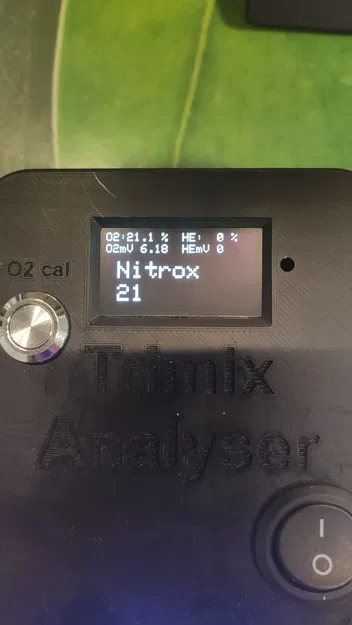 O2:21.1 % HE: 0 %
O2mV 6.18 HEmV 0
Nitrox
21
O2 cal
Trimix
Analyser
I
O